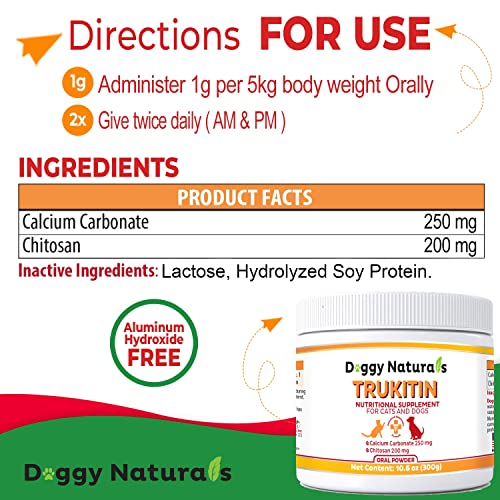 Directions FOR USE
1g Administer 1g per 5kg body weight Orally
2x Give twice daily ( AM & PM )
INGREDIENTS
PRODUCT FACTS
Calcium Carbonate 250 mg
Chitosan 200 mg
Inactive Ingredients: Lactose, Hydrolyzed Soy Protein.
Aluminum
Hydroxide
FREE
Doggy Naturals
TRUKITIN
NUTRITIONAL SUPPLEMENT
FOR CATS AND DOGS
Calcium Carbonate 250 mg
Chitosan 200 mg
ORAL POWDER
Net Content: 10.6 oz (300g)
Doggy Naturals